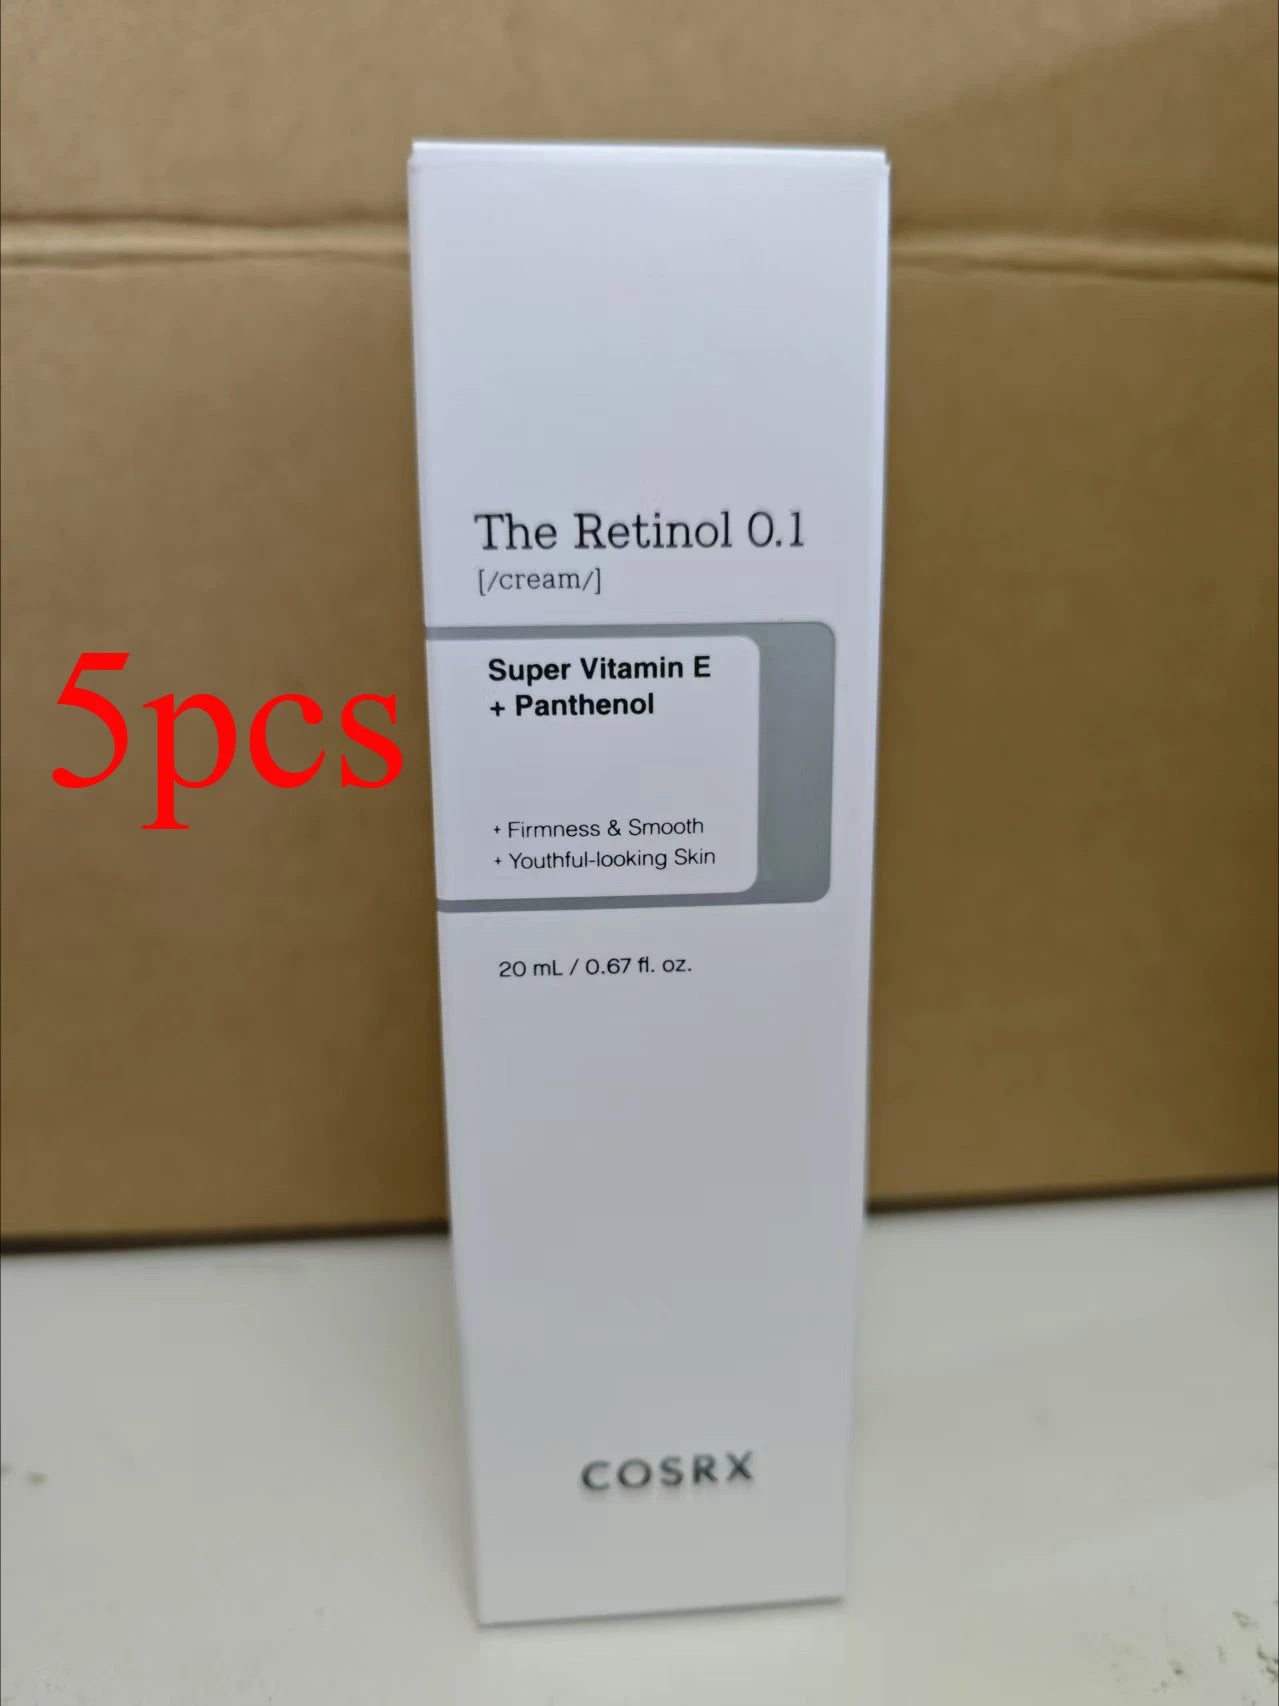 The Retinol 0.1
[/cream/]
Super Vitamin E
+ Panthenol
5pcs
+ Firmness & Smooth
+ Youthful-looking Skin
20 mL / 0.67 fl. oz.
COSRX